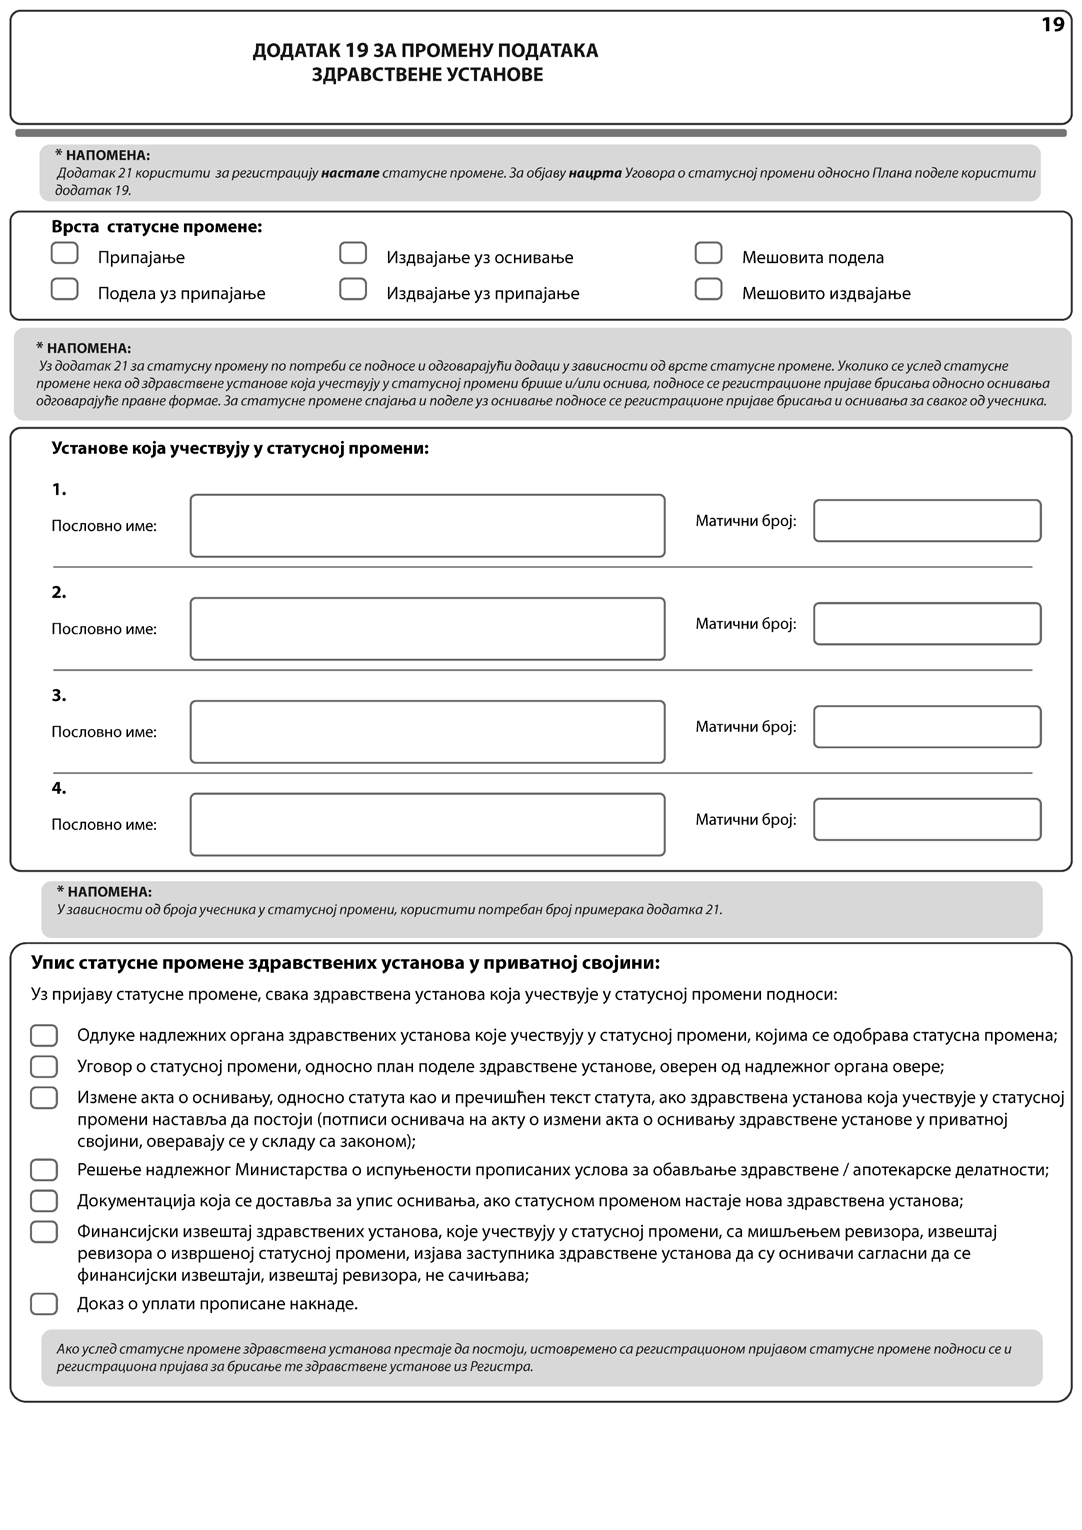 19
ДОДАТАК 19 ЗА ПРОМЕНУ ПОДАТАКА
ЗДРАВСТВЕНЕ УСТАНОВЕ
* НАПОМЕНА:
Додатак 21 користити за регистрацију настале статусне промене. За објаву нацрта Уговора о статусној промени односно Плана поделе користити
додатак 19.
Врста статусне промене:
Припајање
Издвајање уз оснивање
Мешовита подела
Подела уз припајање
Издвајање уз припајање
Мешовито издвајање
* НАПОМЕНА:
Уз додатак 21 за статусну промену по потреби се подносе и одговарајући додаци у зависности од врсте статусне промене. Уколико се услед статусне
промене нека од здравствене установе која учествују у статусној промени брише и/или оснива, подносе се регистрационе пријаве брисања односно оснивања
одговарајуће правне формае. За статусне промене спајања и поделе уз оснивање подносе се регистрационе пријаве брисања и оснивања за сваког од учесника.
Установе која учествују у статусној промени:
1.
Пословно име:
Матични број:
2.
Пословно име:
Матични број:
3.
Пословно име:
Матични број:
4.
Пословно име:
Матични број:
* НАПОМЕНА:
У зависности од броја учесника у статусној промени, користити потребан број примерака додатка 21.
Упис статусне промене здравствених установа у приватној својини:
Уз пријаву статусне промене, свака здравствена установа која учествује у статусној промени подноси:
Одлуке надлежних органа здравствених установа које учествују у статусној промени, којима се одобрава статусна промена;
Уговор о статусној промени, односно план поделе здравствене установе, оверен од надлежног органа овере;
Измене акта о оснивању, односно статута као и пречишћен текст статута, ако здравствена установа која учествује у статусној
промени наставља да постоји (потписи оснивача на акту о измени акта о оснивању здравствене установе у приватној
својини, оверавају се у складу са законом);
Решење надлежног Министарства о испуњености прописаних услова за обављање здравствене / апотекарске делатности;
Документација која се доставља за упис оснивања, ако статусном променом настаје нова здравствена установа;
Финансијски извештај здравствених установа, које учествују у статусној промени, са мишљењем ревизора, извештај
ревизора о извршеној статусној промени, изјава заступника здравствене установа да су оснивачи сагласни да се
финансијски извештаји, извештај ревизора, не сачињава;
Доказ о уплати прописане накнаде.
Ако услед статусне промене здравствена установа престаје да постоји, истовремено са регистрационом пријавом статусне промене подноси се и
регистрациона пријава за брисање те здравствене установе из Регистра.